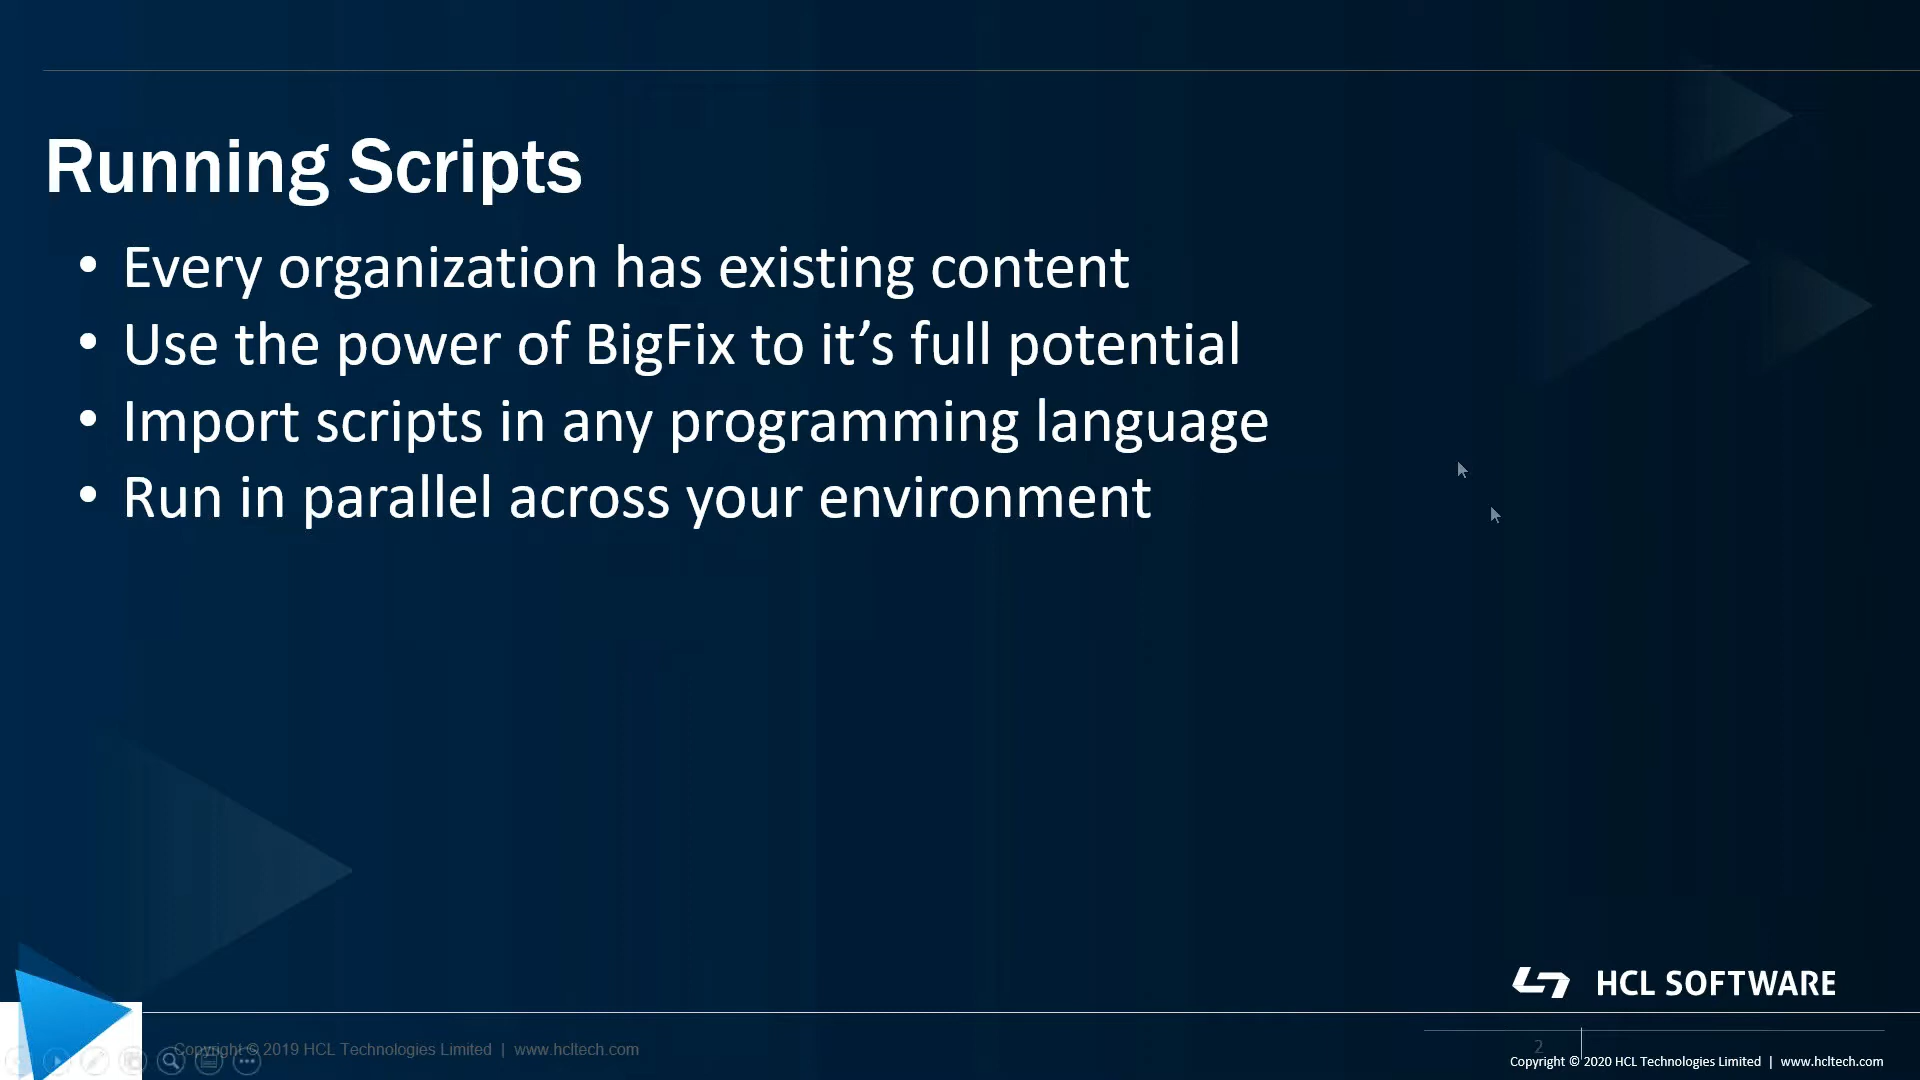 Running Scripts
• Every organization has existing content
• Use the power of BigFix to it’s full potential
• Import scripts in any programming language
• Run in parallel across your environment
HCL SOFTWARE
Copyright © 2019 HCL Technologies Limited | www.hcltech.com
2
Copyright © 2020 HCL Technologies Limited | www.hcltech.com